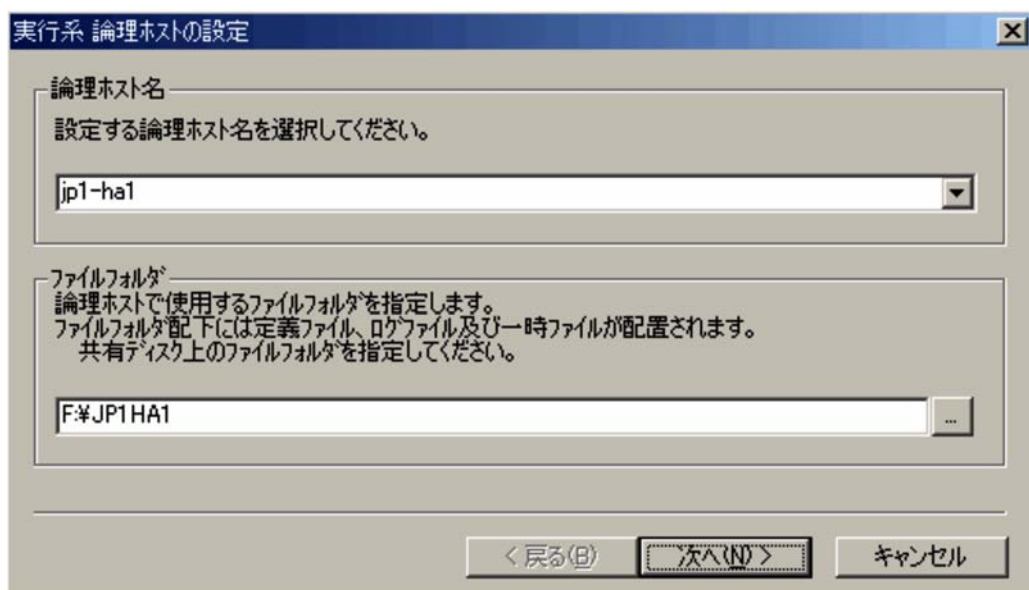 実行系 論理ホストの設定
論理ホスト名
設定する論理ホスト名を選択してください。
jp1-ha1
ファイルフォルダ
論理ホストで使用するファイルフォルダを指定します。
ファイルフォルダ配下には定義ファイル、ログファイル及び一時ファイルが配置されます。
共有ディスク上のファイルフォルダを指定してください。
F:¥JP1HA1
...
< 戻る(B)
次へ(N) >
キャンセル